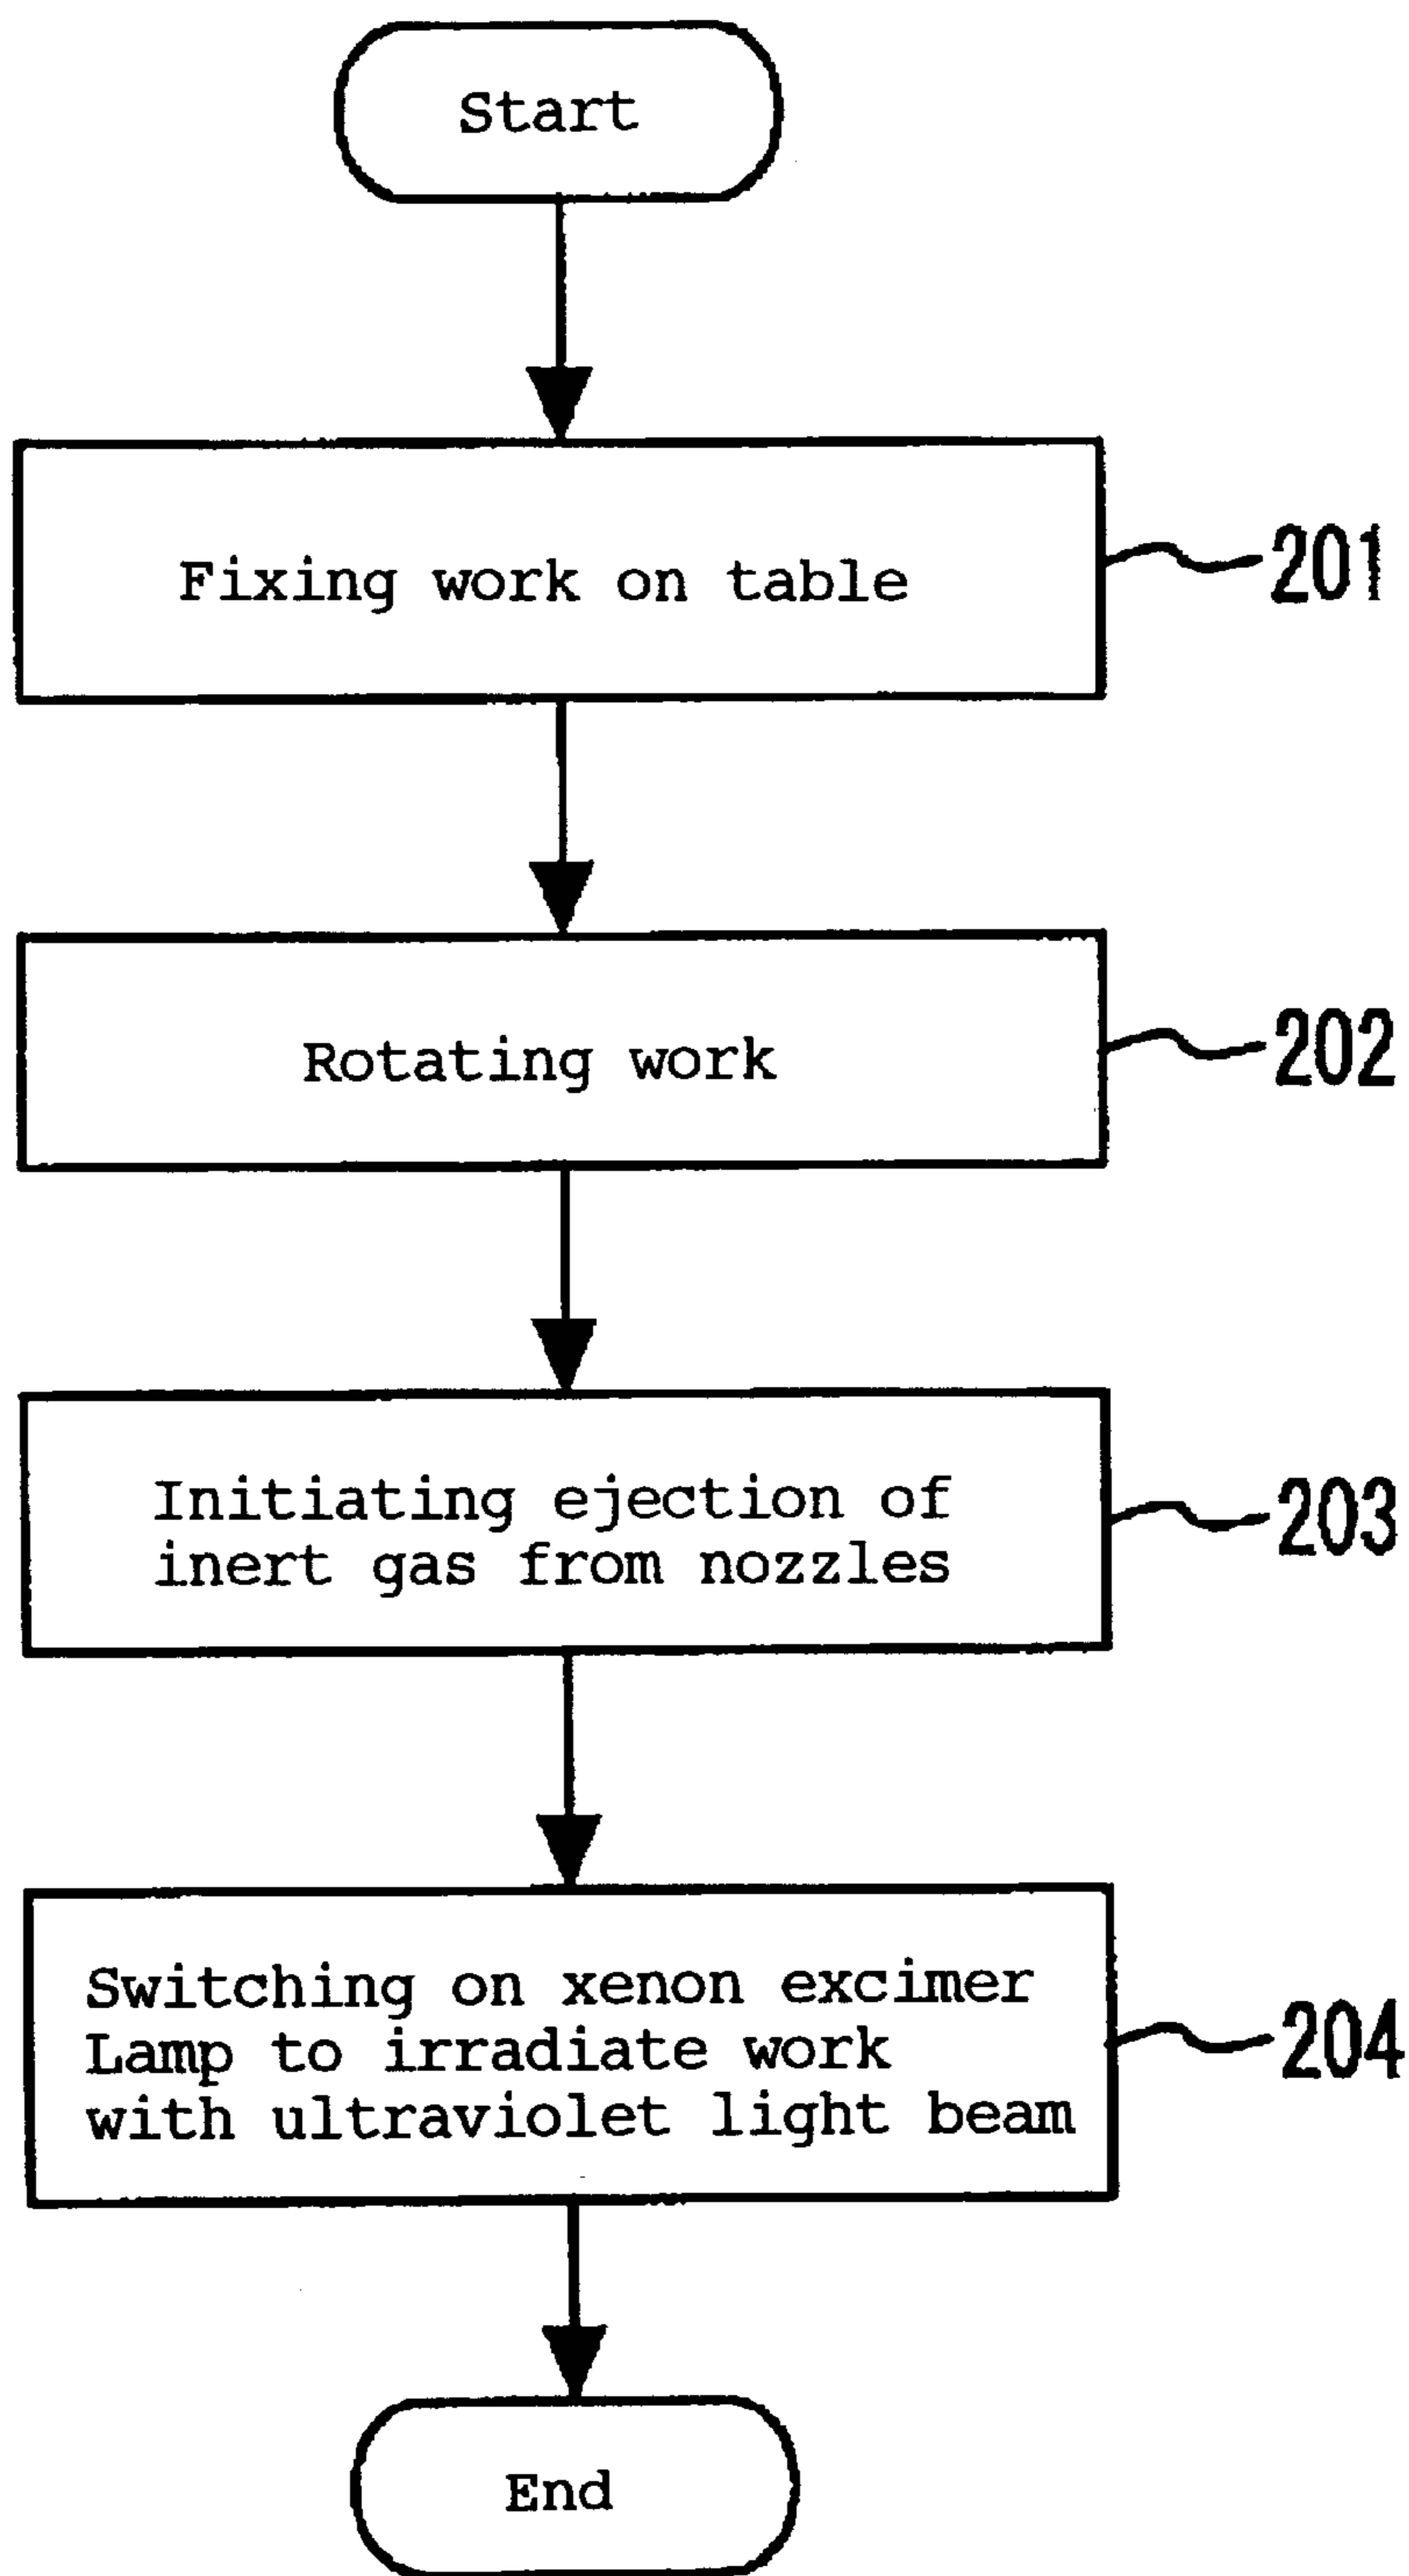 Start
Fixing work on table
201
Rotating work
202
Initiating ejection of
inert gas from nozzles
203
Switching on xenon excimer
Lamp to irradiate work
with ultraviolet light beam
204
End